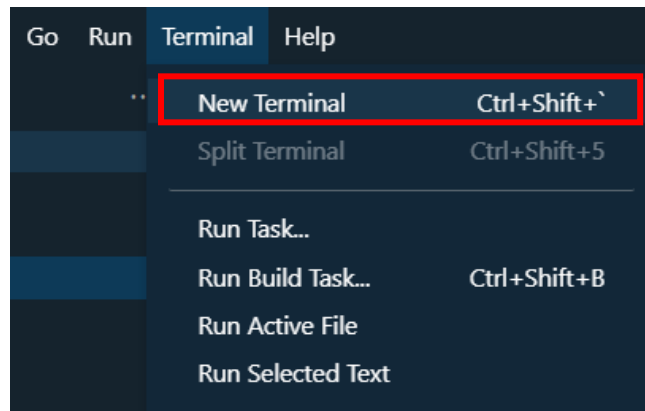 Go Run Terminal Help
New Terminal Ctrl+Shift+`
Split Terminal Ctrl+Shift+5
Run Task...
Run Build Task... Ctrl+Shift+B
Run Active File
Run Selected Text